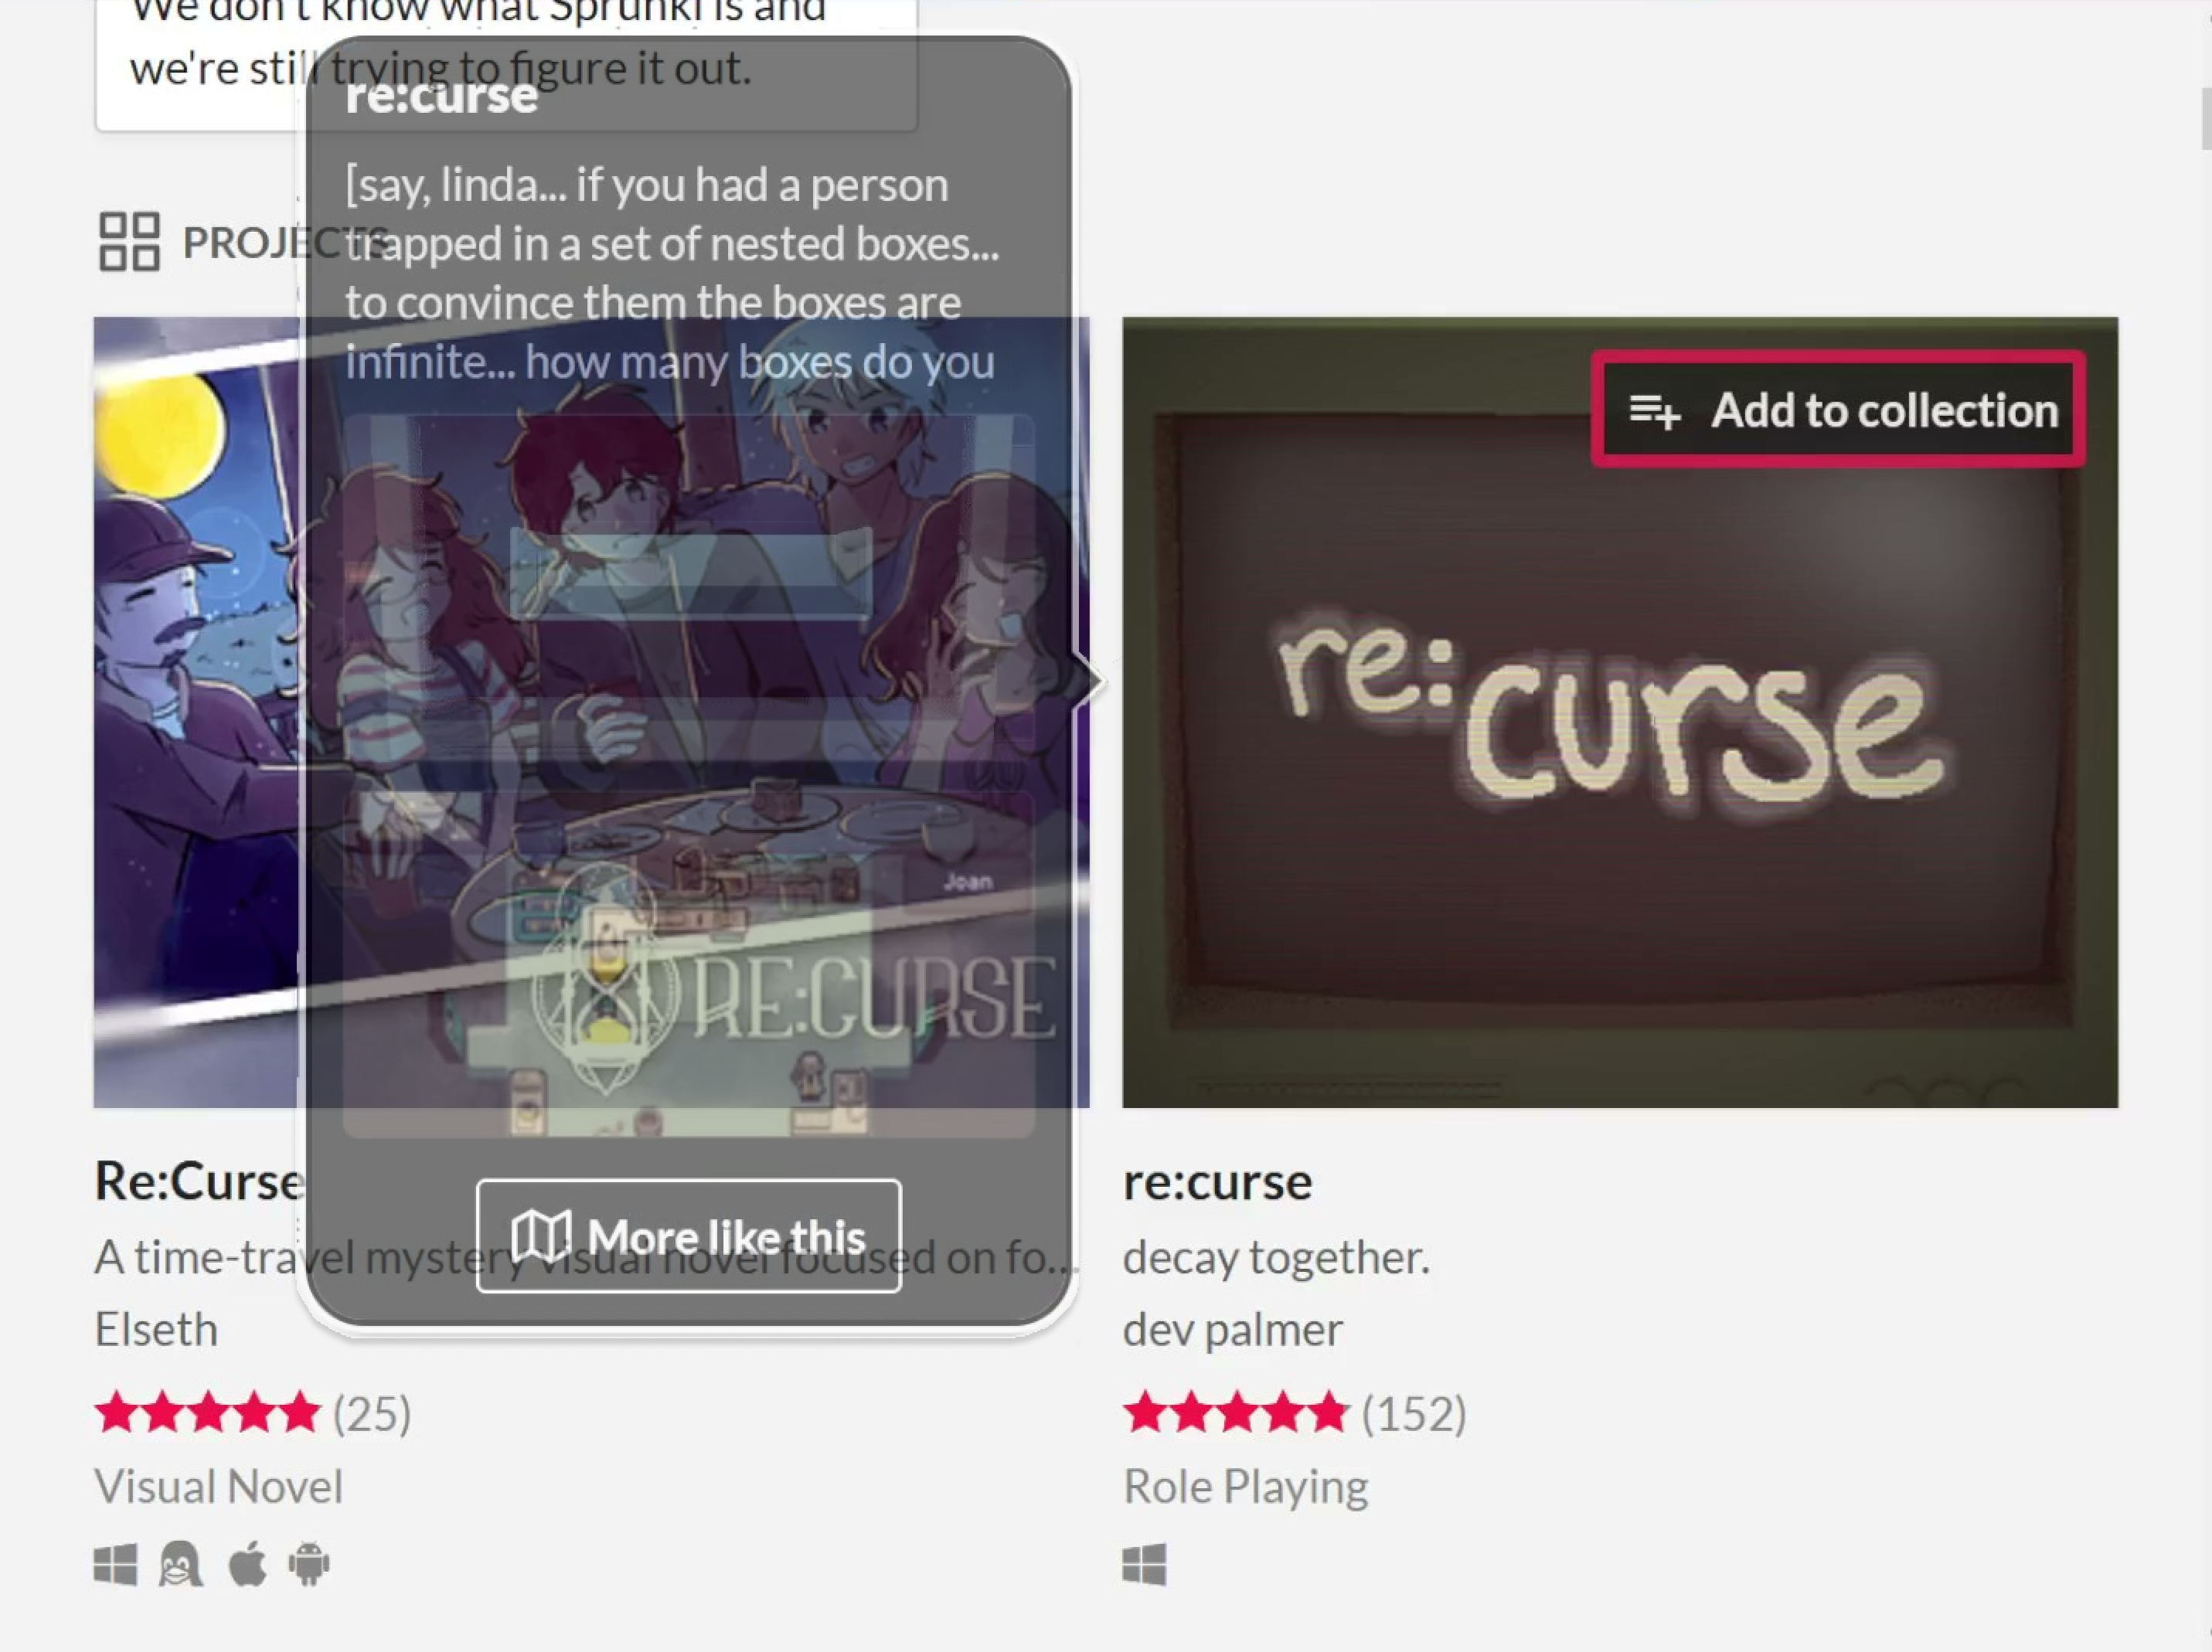 We don't know what Sprunki is and
we're still trying to figure it out.
re:curse
[say, linda... if you had a person
trapped in a set of nested boxes...
to convince them the boxes are
infinite... how many boxes do you
PROJECTS
Add to collection
re:curse
Joan
RE:CURSE
More like this
Re:Curse
A time-travel mystery visual novel focused on fo...
Elseth
(25)
Visual Novel
re:curse
decay together.
dev palmer
(152)
Role Playing